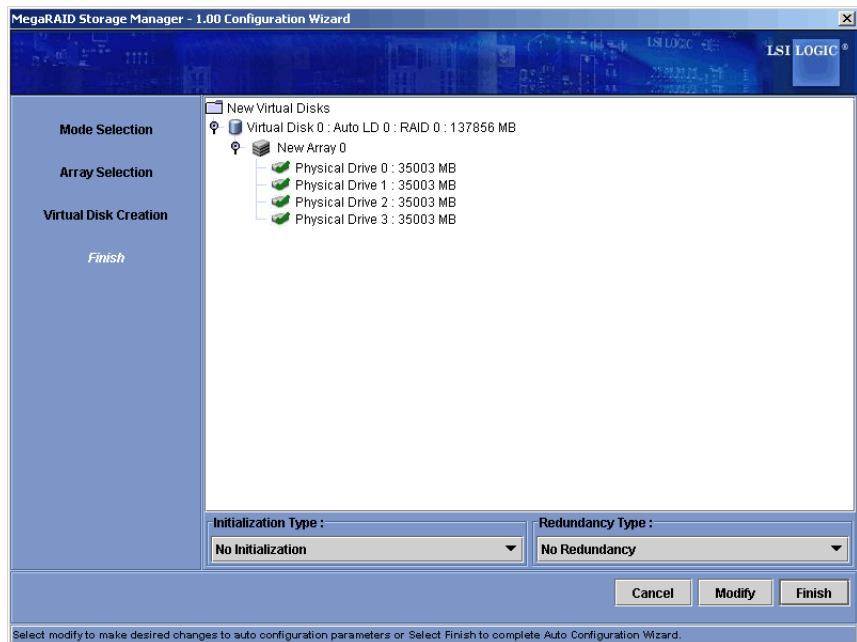 MegaRAID Storage Manager - 1.00 Configuration Wizard
LSI LOGIC
LSI LOGIC ®
New Virtual Disks
Virtual Disk 0 : Auto LD 0 : RAID 0 : 137856 MB
New Array 0
Physical Drive 0 : 35003 MB
Physical Drive 1 : 35003 MB
Physical Drive 2 : 35003 MB
Physical Drive 3 : 35003 MB
Mode Selection
Array Selection
Virtual Disk Creation
Finish
Initialization Type :
No Initialization
Redundancy Type :
No Redundancy
Cancel
Modify
Finish
Select modify to make desired changes to auto configuration parameters or Select Finish to complete Auto Configuration Wizard.